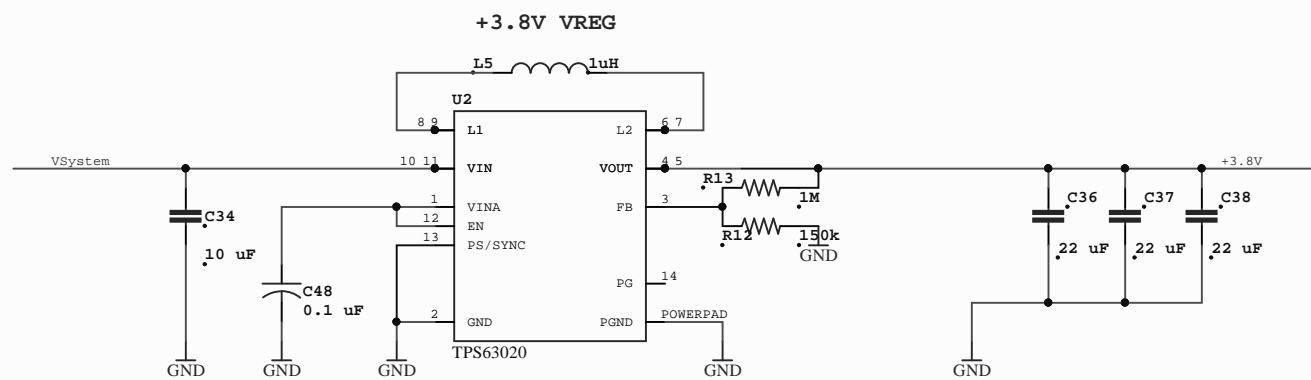 +3.8V VREG
L5 1uH
U2
8 9 L1 L2 6 7
VSystem 10 11 VIN VOUT 4 5 +3.8V
R13 1M
C34 10 uF
1 VINA FB 3
12 EN
13 PS/SYNC
R12 150k
GND
C36 22 uF
C37 22 uF
C38 22 uF
C48 0.1 uF
PG 14
2 GND PGND POWERPAD
TPS63020
GND GND GND GND GND